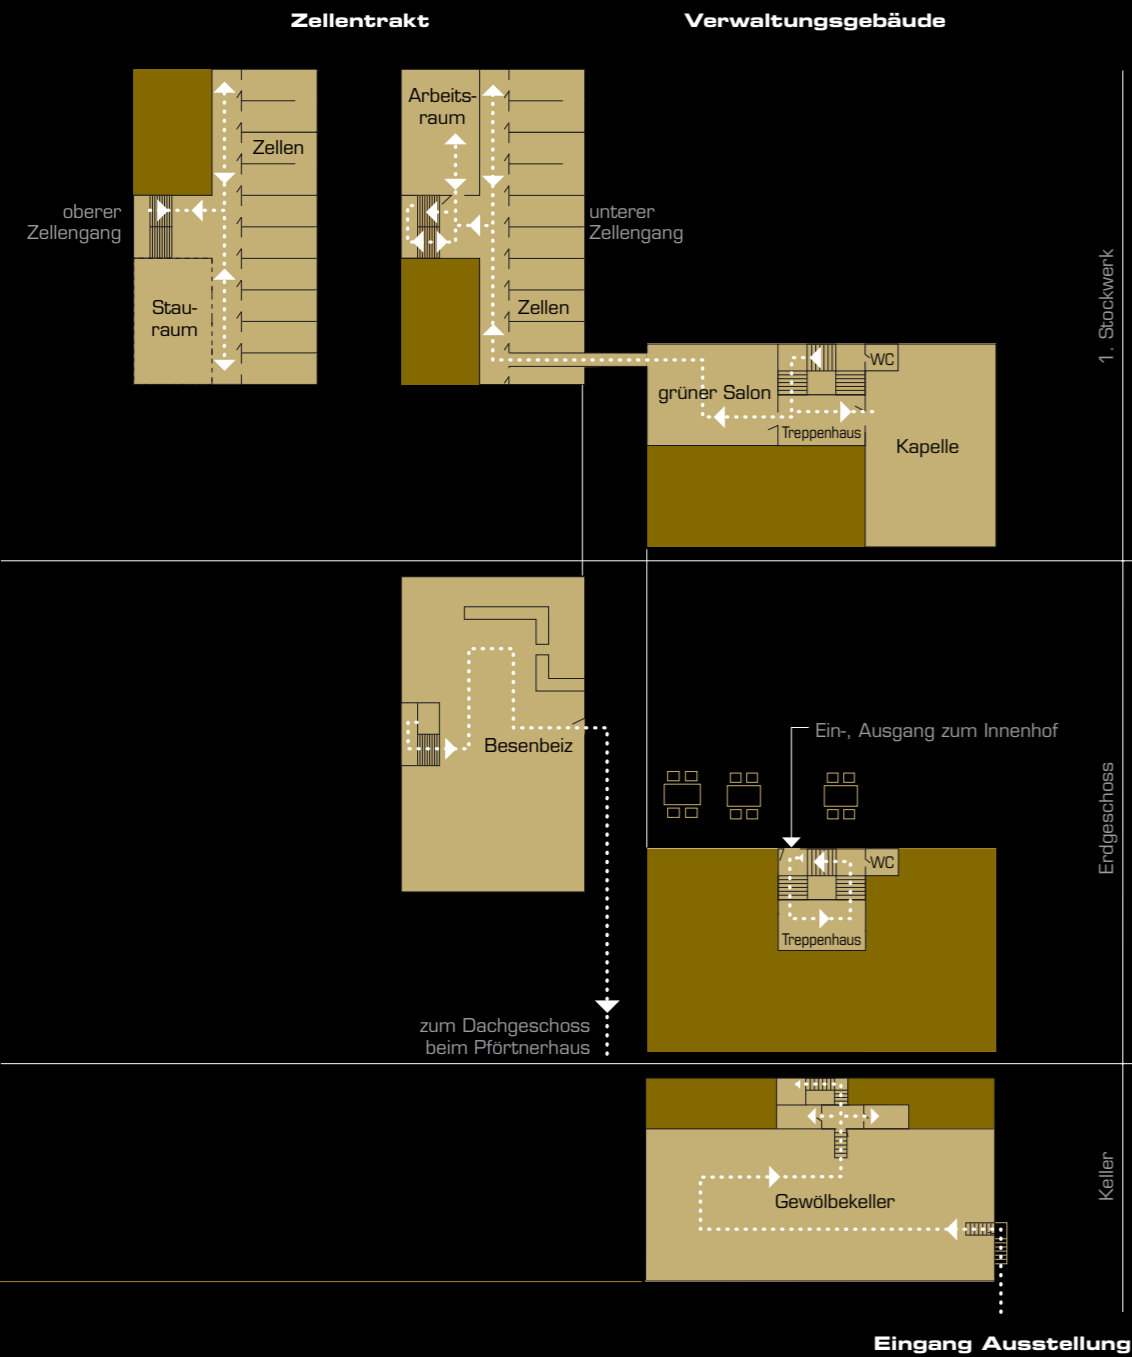 Zellentrakt
Verwaltungsgebäude
Zellen
oberer
Zellengang
Stau-
raum
Arbeits-
raum
unterer
Zellengang
Zellen
grüner Salon
WC
Treppenhaus
Kapelle
1. Stockwerk
Besenbeiz
Ein-, Ausgang zum Innenhof
WC
Treppenhaus
Erdgeschoss
zum Dachgeschoss
beim Pförtnerhaus
Gewölbekeller
Keller
Eingang Ausstellung